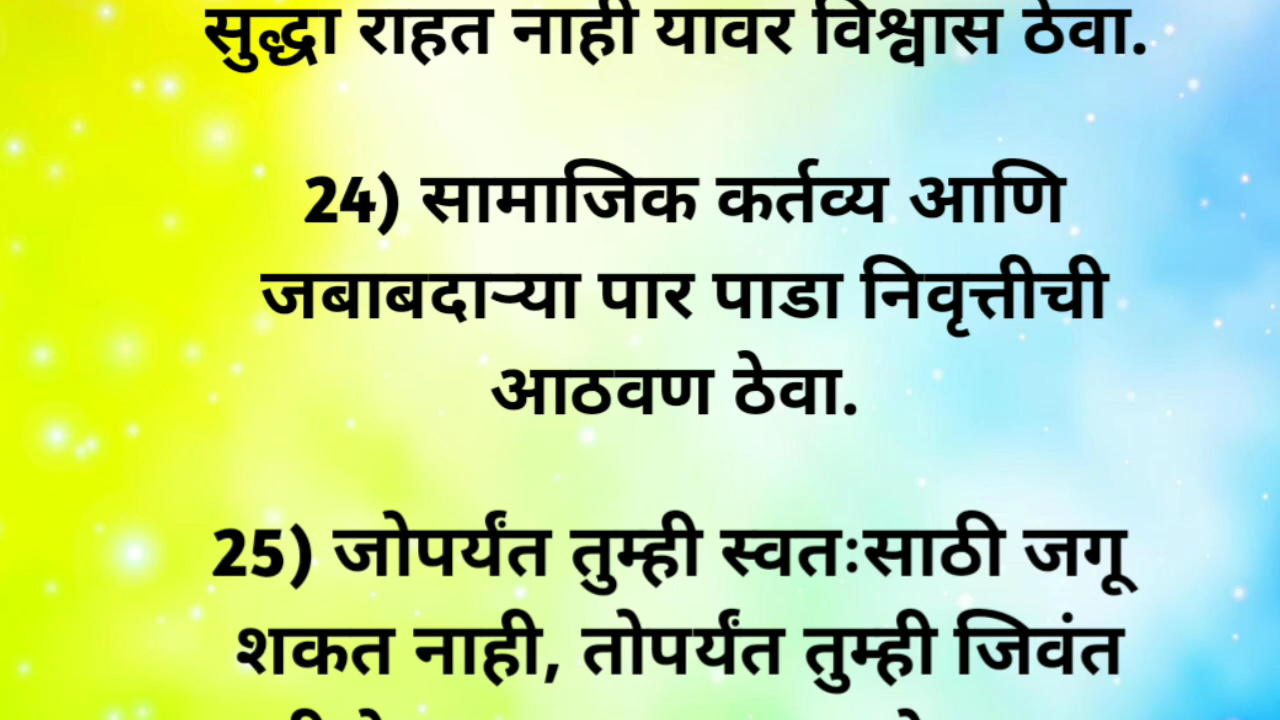 सुद्धा राहत नाही यावर विश्वास ठेवा.
24) सामाजिक कर्तव्य आणि
जबाबदाऱ्या पार पाडा निवृत्तीची
आठवण ठेवा.
25) जोपर्यंत तुम्ही स्वतःसाठी जगू
शकत नाही, तोपर्यंत तुम्ही जिवंत